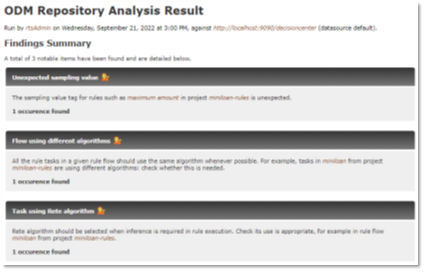 ODM Repository Analysis Result
Run by rtsAdmin on Wednesday, September 21, 2022 at 3:00 PM, against http://localhost:9090/decisioncenter (datasource default).
Findings Summary
A total of 3 notable items have been found and are detailed below.
Unexpected sampling value
The sampling value tag for rules such as maximum amount in project miniloan-rules is unexpected.
1 occurence found
Flow using different algorithms
All the rule tasks in a given rule flow should use the same algorithm whenever possible. For example, tasks in miniloan from project
miniloan-rules are using different algorithms: check whether this is needed.
1 occurence found
Task using Rete algorithm
Rete algorithm should be selected when inference is required in rule execution. Check its use is appropriate, for example in rule flow
miniloan from project miniloan-rules.
1 occurence found